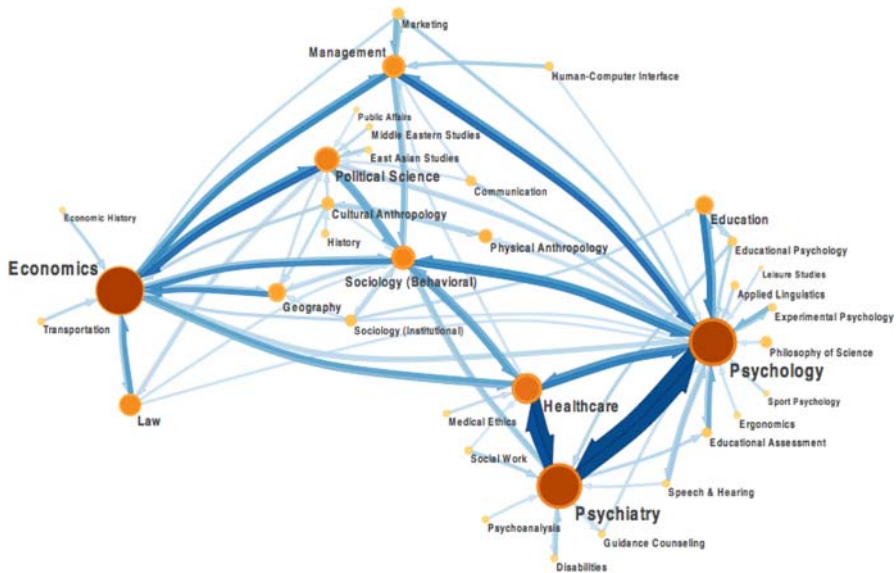 Marketing
Management
Human-Computer Interface
Public Affairs
Middle Eastern Studies
East Asian Studies
Political Science
Communication
Education
Cultural Anthropology
Economic History
History
Physical Anthropology
Educational Psychology
Economics
Sociology (Behavioral)
Leisure Studies
Applied Linguistics
Geography
Experimental Psychology
Transportation
Sociology (Institutional)
Philosophy of Science
Psychology
Sport Psychology
Healthcare
Law
Medical Ethics
Ergonomics
Educational Assessment
Social Work
Speech & Hearing
Psychiatry
Psychoanalysis
Guidance Counseling
Disabilities